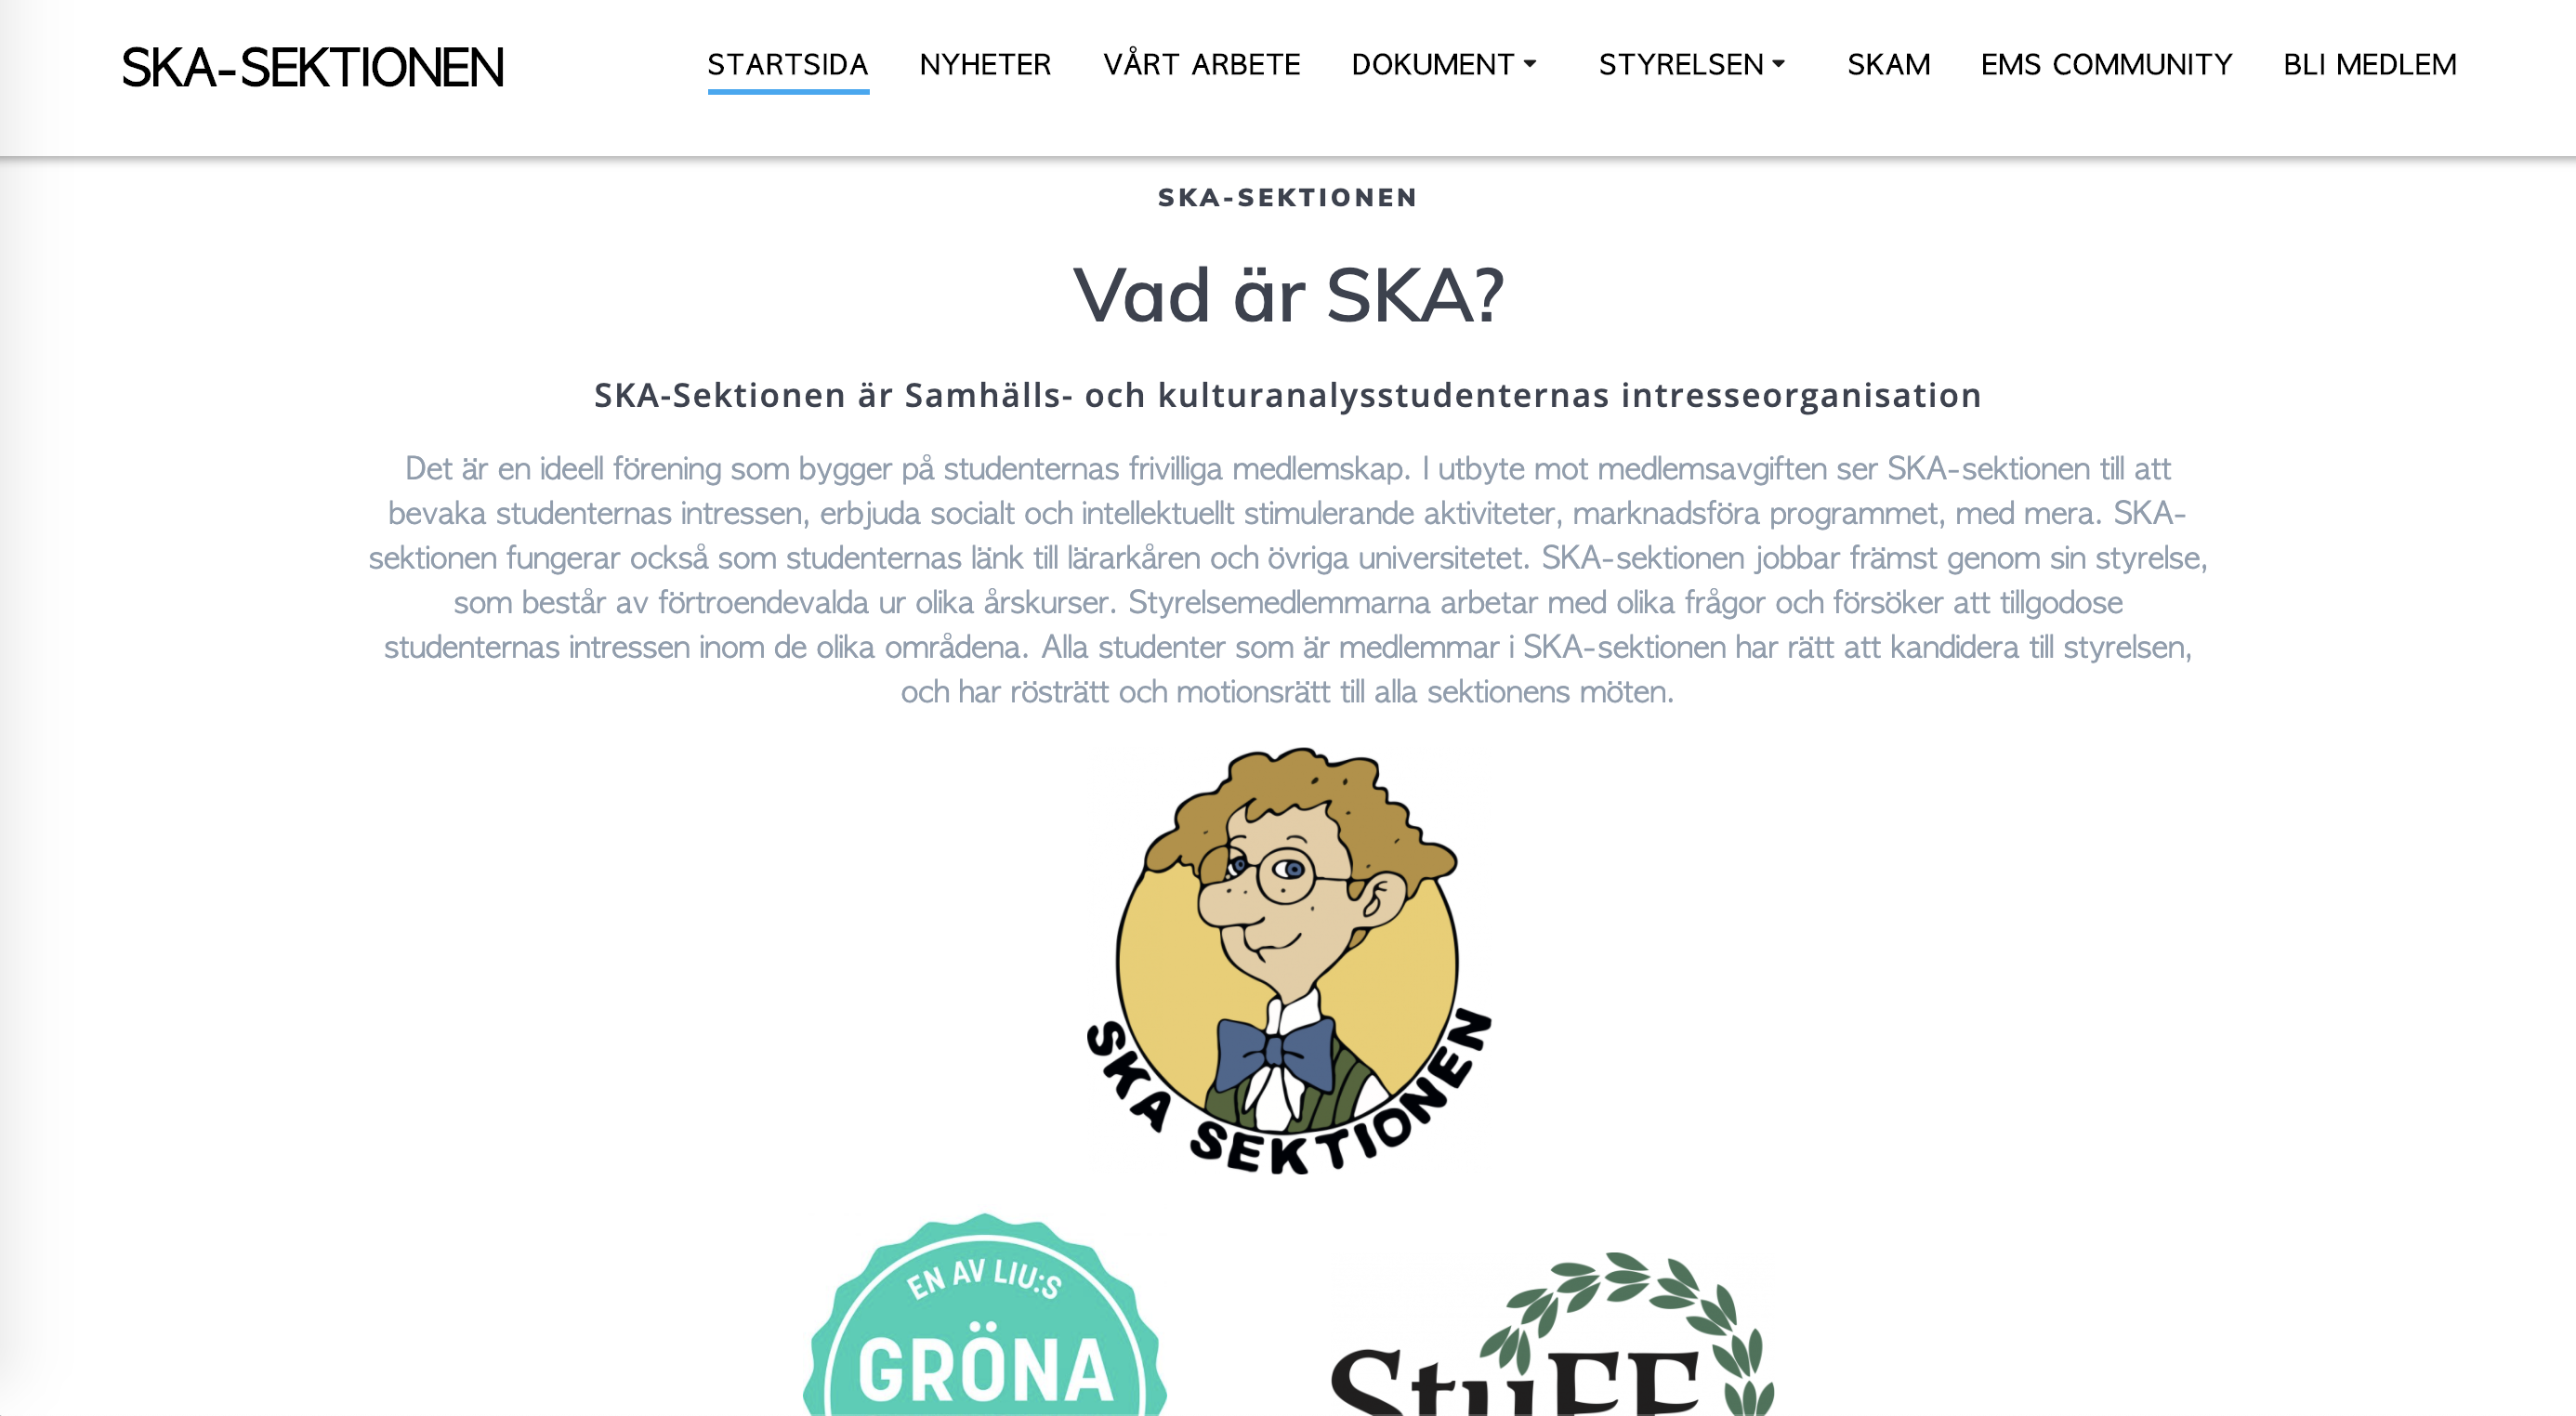 SKA-SEKTIONEN
STARTSIDA NYHETER VÅRT ARBETE DOKUMENT STYRELSEN SKAM EMS COMMUNITY BLI MEDLEM
SKA-SEKTIONEN
Vad är SKA?
SKA-Sektionen är Samhälls- och kulturanalysstudenternas intresseorganisation
Det är en ideell förening som bygger på studenternas frivilliga medlemskap. I utbyte mot medlemsavgiften ser SKA-sektionen till att
bevaka studenternas intressen, erbjuda socialt och intellektuellt stimulerande aktiviteter, marknadsföra programmet, med mera. SKA-
sektionen fungerar också som studenternas länk till lärarkåren och övriga universitetet. SKA-sektionen jobbar främst genom sin styrelse,
som består av förtroendevalda ur olika årskurser. Styrelsemedlemmarna arbetar med olika frågor och försöker att tillgodose
studenternas intressen inom de olika områdena. Alla studenter som är medlemmar i SKA-sektionen har rätt att kandidera till styrelsen,
och har rösträtt och motionsrätt till alla sektionens möten.
SKA SEKTIONEN
EN AV LIU:S
GRÖNA
StuFF